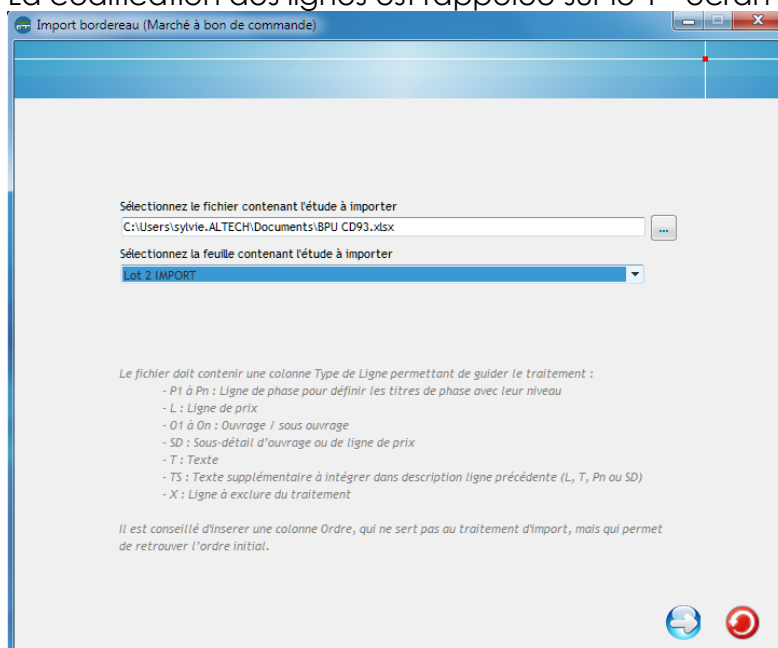 La codification des lignes est rappelée sur le 1 écran
Import bordereau (Marché à bon de commande)
Sélectionnez le fichier contenant l'étude à importer
C:\Users\sylvie.ALTECH\Documents\BPU CD93.xlsx
...
Sélectionnez la feuille contenant l'étude à importer
Lot 2 IMPORT
Le fichier doit contenir une colonne Type de Ligne permettant de guider le traitement :
- P1 à Pn : Ligne de phase pour définir les titres de phase avec leur niveau
- L : Ligne de prix
- O1 à On : Ouvrage / sous ouvrage
- SD : Sous-détail d'ouvrage ou de ligne de prix
- T : Texte
- TS : Texte supplémentaire à intégrer dans description ligne précédente (L, T, Pn ou SD)
- X : Ligne à exclure du traitement
Il est conseillé d'inserer une colonne Ordre, qui ne sert pas au traitement d'import, mais qui permet
de retrouver l'ordre initial.